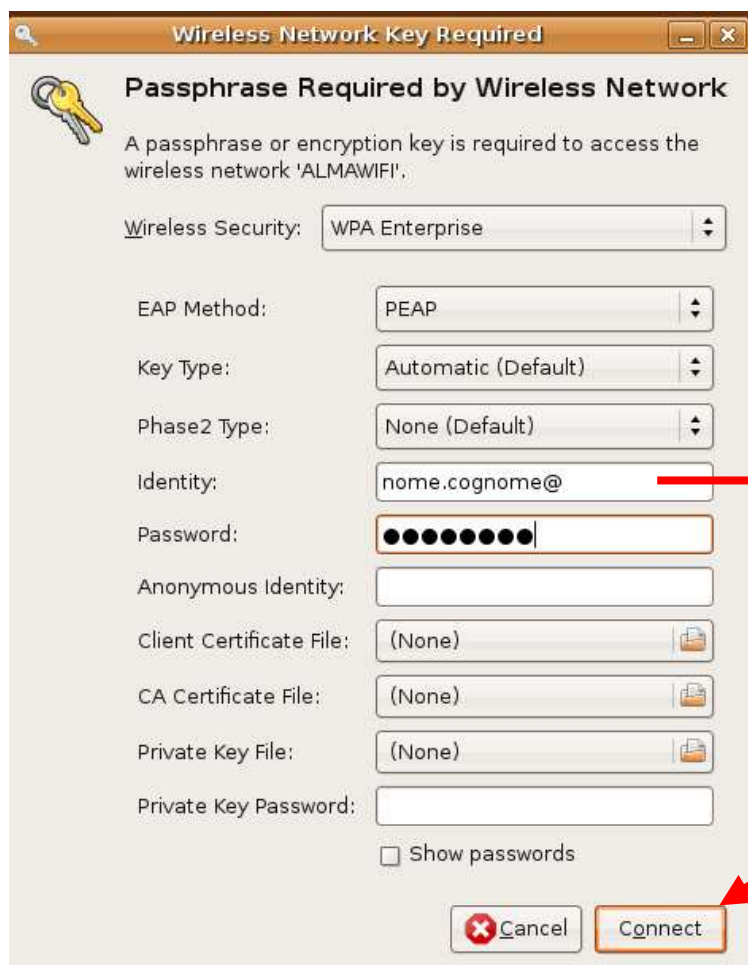 Wireless Network Key Required
Passphrase Required by Wireless Network
A passphrase or encryption key is required to access the
wireless network 'ALMAWIFI'.
Wireless Security: WPA Enterprise
EAP Method: PEAP
Key Type: Automatic (Default)
Phase2 Type: None (Default)
Identity: nome.cognome@
Password: ●●●●●●●●
Anonymous Identity:
Client Certificate File: (None)
CA Certificate File: (None)
Private Key File: (None)
Private Key Password:
Show passwords
Cancel Connect